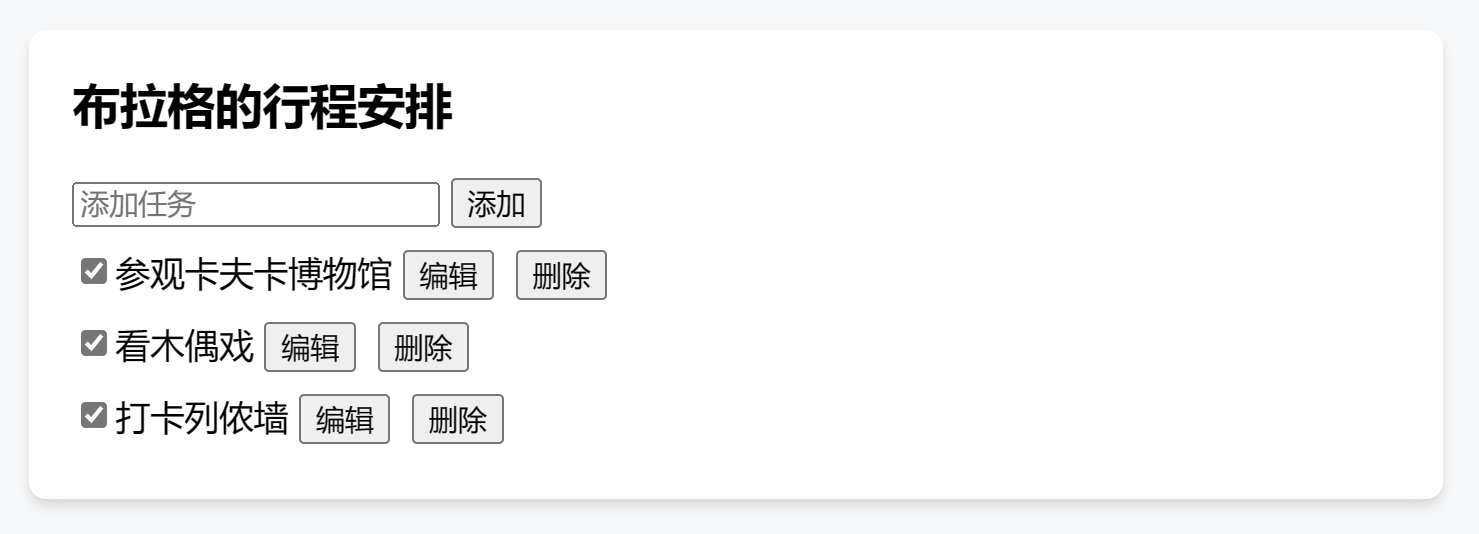 布拉格的行程安排
添加任务 添加
参观卡夫卡博物馆 编辑 删除
看木偶戏 编辑 删除
打卡列侬墙 编辑 删除